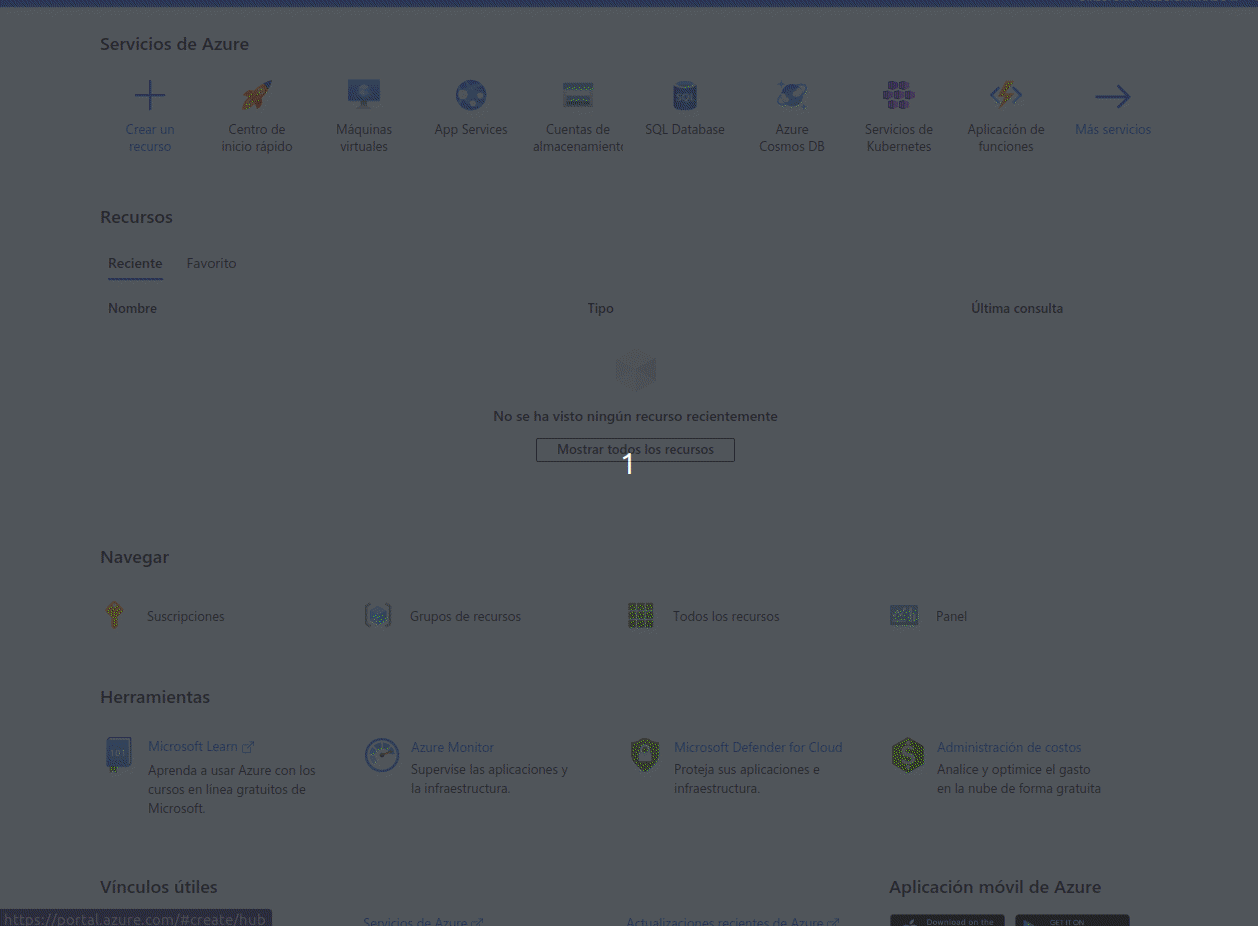 Servicios de Azure
Crear un
recurso
Centro de
inicio rápido
Máquinas
virtuales
App Services
Cuentas de
almacenamiento
SQL
SQL Database
Azure
Cosmos DB
Servicios de
Kubernetes
Aplicación de
funciones
Más servicios
Recursos
Reciente
Favorito
Nombre
Tipo
Última consulta
No se ha visto ningún recurso recientemente
Mostrar todos los recursos
1
Navegar
Suscripciones
Grupos de recursos
Todos los recursos
Panel
Herramientas
101
Microsoft Learn
Aprenda a usar Azure con los
cursos en línea gratuitos de
Microsoft.
Azure Monitor
Supervise las aplicaciones y
la infraestructura.
Microsoft Defender for Cloud
Proteja sus aplicaciones e
infraestructura.
Administración de costos
Analice y optimice el gasto
en la nube de forma gratuita
Vínculos útiles
Aplicación móvil de Azure
https://portal.azure.com/#create/hub
Servicios de Azure
Actualizaciones recientes de Azure
Download on the
GET IT ON